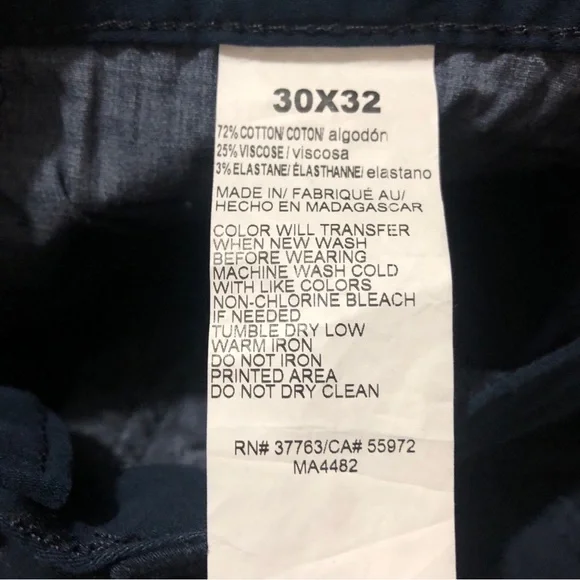 30X32
72% COTTON/ COTON/ algodón
25% VISCOSE / viscosa
3% ELASTANE/ ÉLASTHANNE/ elastano
MADE IN/ FABRIQUÉ AU/
HECHO EN MADAGASCAR
COLOR WILL TRANSFER
WHEN NEW WASH
BEFORE WEARING
MACHINE WASH COLD
WITH LIKE COLORS
NON-CHLORINE BLEACH
IF NEEDED
TUMBLE DRY LOW
WARM IRON
DO NOT IRON
PRINTED AREA
DO NOT DRY CLEAN
RN# 37763/CA# 55972
MA4482